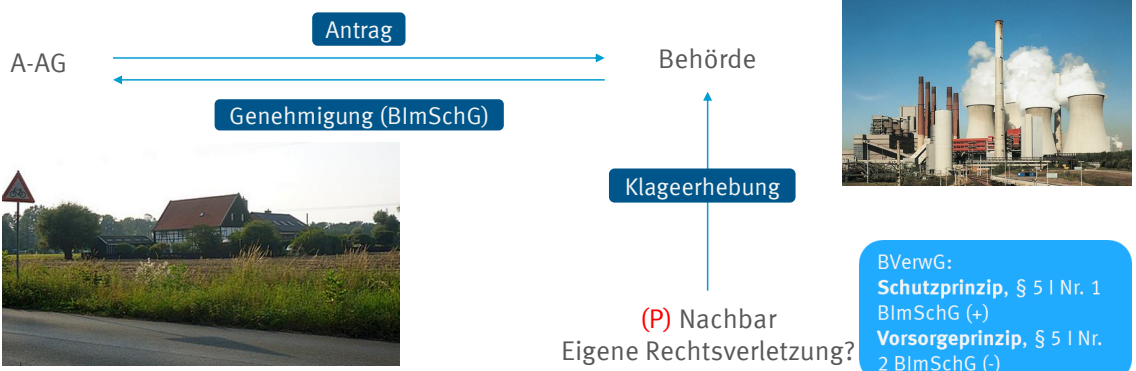 Antrag
A-AG
Behörde
Genehmigung (BImSchG)
Klageerhebung
(P) Nachbar
Eigene Rechtsverletzung?
BVerwG:
Schutzprinzip, § 5 I Nr. 1
BImSchG (+)
Vorsorgeprinzip, § 5 I Nr.
2 BImSchG (-)